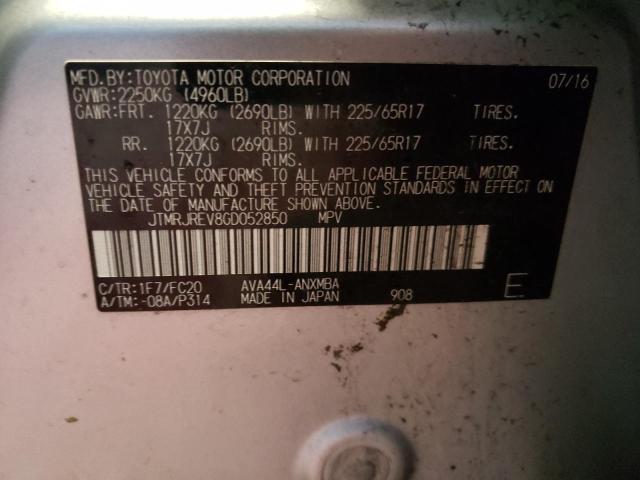 MFD.BY:TOYOTA MOTOR CORPORATION 07/16
GVWR:2250KG (4960LB)
GAWR:FRT. 1220KG (2690LB) WITH 225/65R17 TIRES.
17X7J RIMS.
RR. 1220KG (2690LB) WITH 225/65R17 TIRES.
17X7J RIMS.
THIS VEHICLE CONFORMS TO ALL APPLICABLE FEDERAL MOTOR
VEHICLE SAFETY AND THEFT PREVENTION STANDARDS IN EFFECT ON
THE DATE OF MANUFACTURE SHOWN ABOVE.
JTMRJREV8GD052850 MPV
C/TR:1F7/FC20 AVA44L-ANXMBA
A/TM:-08A/P314 MADE IN JAPAN 908 E